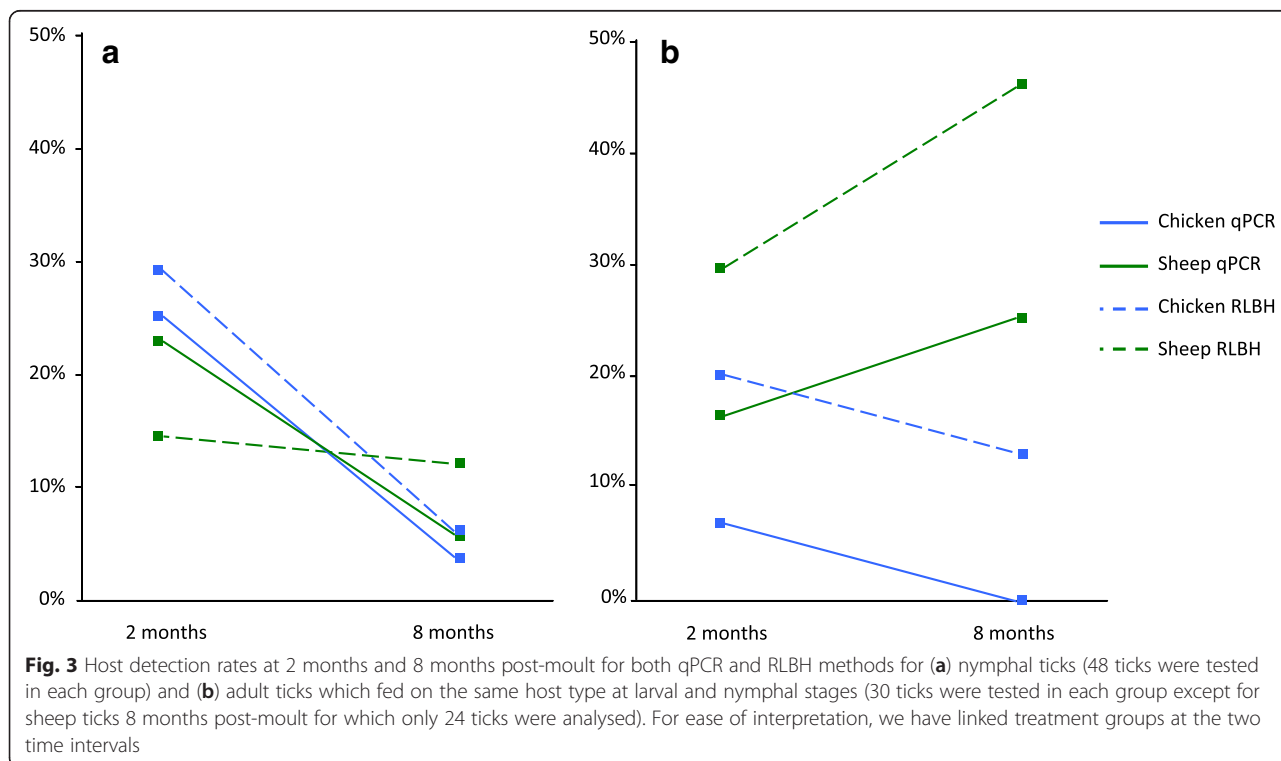 a
50%
40%
30%
20%
10%
0%
2 months 8 months
b
50%
40%
30%
20%
10%
0%
2 months 8 months
Chicken qPCR
Sheep qPCR
Chicken RLBH
Sheep RLBH
Fig. 3 Host detection rates at 2 months and 8 months post-moult for both qPCR and RLBH methods for (a) nymphal ticks (48 ticks were tested
in each group) and (b) adult ticks which fed on the same host type at larval and nymphal stages (30 ticks were tested in each group except for
sheep ticks 8 months post-moult for which only 24 ticks were analysed). For ease of interpretation, we have linked treatment groups at the two
time intervals